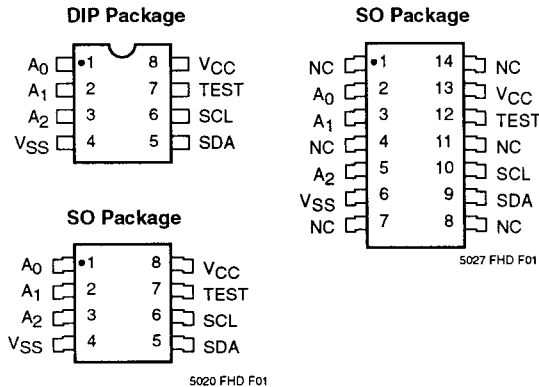 DIP Package
A0 1 8 VCC
A1 2 7 TEST
A2 3 6 SCL
VSS 4 5 SDA
SO Package
A0 1 8 VCC
A1 2 7 TEST
A2 3 6 SCL
VSS 4 5 SDA
5020 FHD F01
SO Package
NC 1 14 NC
A0 2 13 VCC
A1 3 12 TEST
NC 4 11 NC
A2 5 10 SCL
VSS 6 9 SDA
NC 7 8 NC
5027 FHD F01